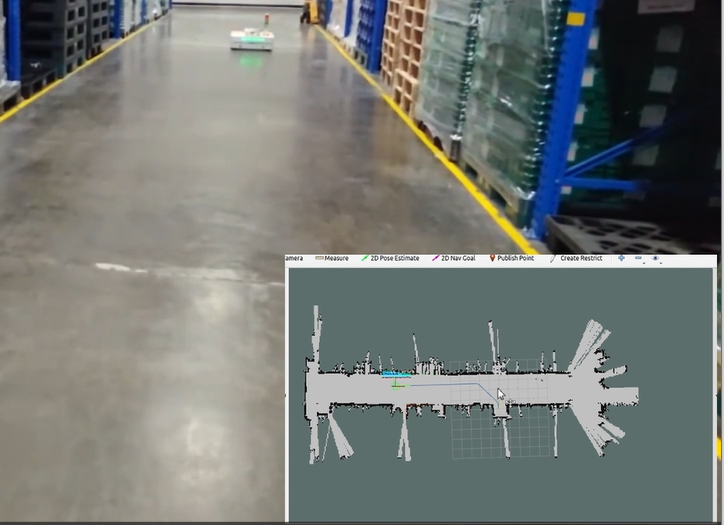 amera Measure 2D Pose Estimate 2D Nav Goal Publish Point Create Restrict